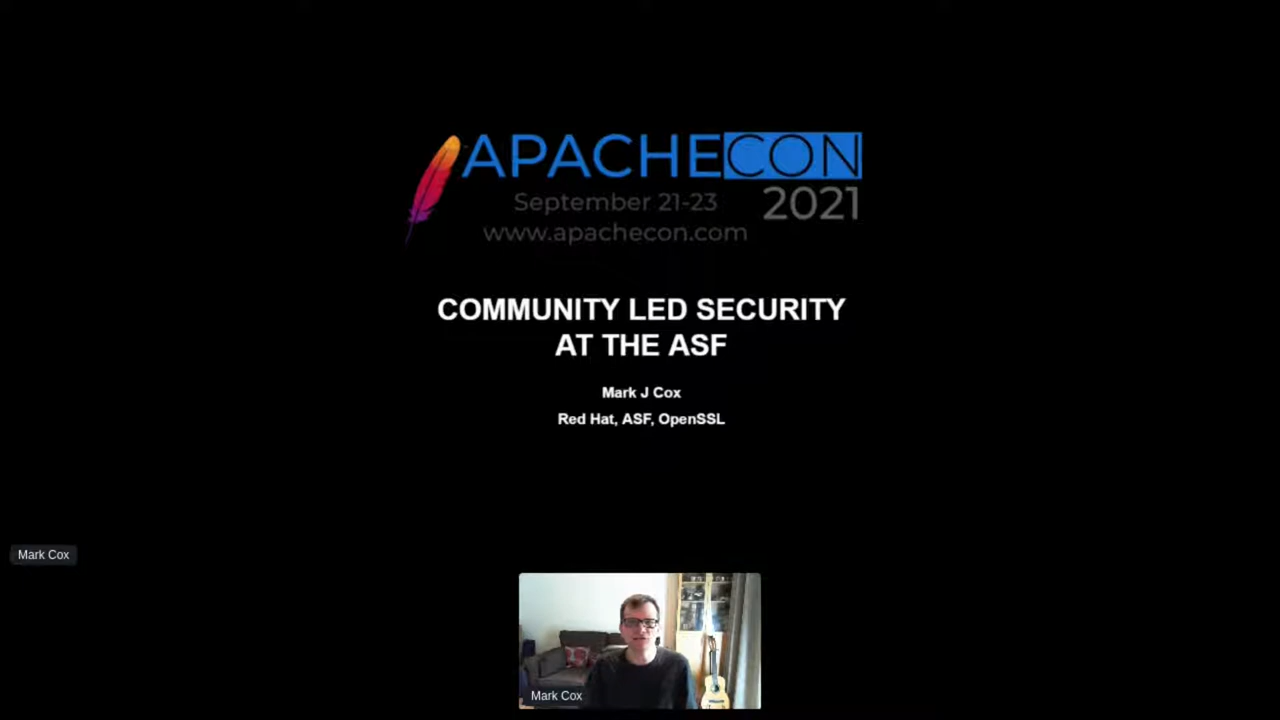 APACHECON
September 21-23 2021
www.apachecon.com
COMMUNITY LED SECURITY
AT THE ASF
Mark J Cox
Red Hat, ASF, OpenSSL
Mark Cox
Mark Cox